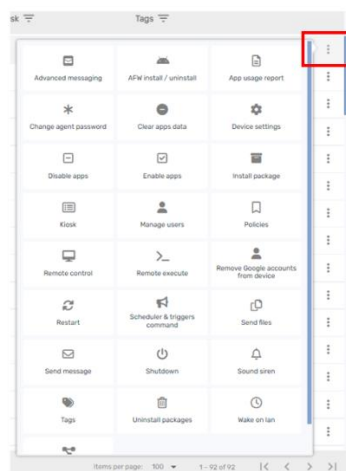 sk Tags
Advanced messaging AFW install / uninstall App usage report
Change agent password Clear apps data Device settings
Disable apps Enable apps Install package
Kiosk Manage users Policies
Remote control Remote execute Remove Google accounts
from device
Restart Scheduler & triggers
command Send files
Send message Shutdown Sound siren
Tags Uninstall packages Wake on lan
Items per page: 100 1 - 92 of 92